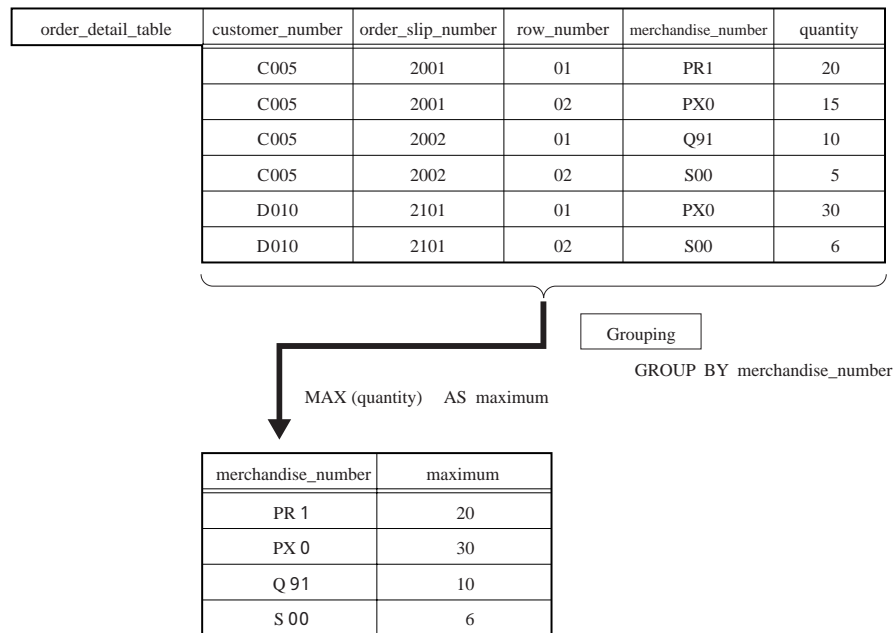 order_detail_table customer_number order_slip_number row_number merchandise_number quantity
C005 2001 01 PR1 20
C005 2001 02 PX0 15
C005 2002 01 Q91 10
C005 2002 02 S00 5
D010 2101 01 PX0 30
D010 2101 02 S00 6
Grouping
GROUP BY merchandise_number
MAX (quantity) AS maximum
merchandise_number maximum
PR 1 20
PX 0 30
Q 91 10
S 00 6